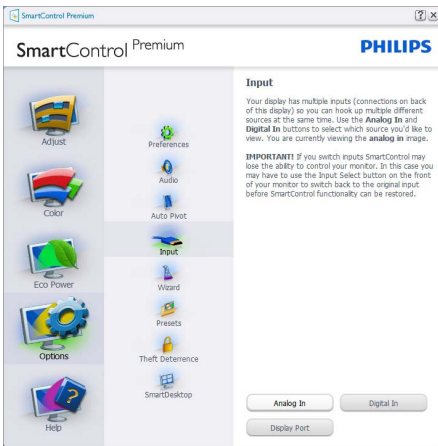 SmartControl Premium
SmartControl Premium
PHILIPS
Adjust
Color
Eco Power
Options
Help
Preferences
Audio
Auto Pivot
Input
Wizard
Presets
Theft Deterrence
SmartDesktop
Input
Your display has multiple inputs (connections on back
of this display) so you can hook up multiple different
sources at the same time. Use the Analog In and
Digital In buttons to select which source you'd like to
view. You are currently viewing the analog in image.
IMPORTANT! If you switch inputs SmartControl may
lose the ablity to control your monitor. In this case you
may have to use the Input Select button on the front
of your monitor to switch back to the original input
before SmartControl functionality can be restored.
Analog In
Digital In
Display Port